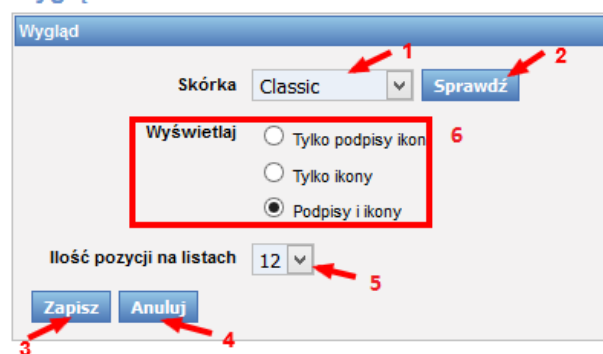 Wygląd
1
2
Skórka Classic Sprawdź
Wyświetlaj Tylko podpisy ikon 6
Tylko ikony
Podpisy i ikony
Ilość pozycji na listach 12
5
Zapisz Anuluj
3
4